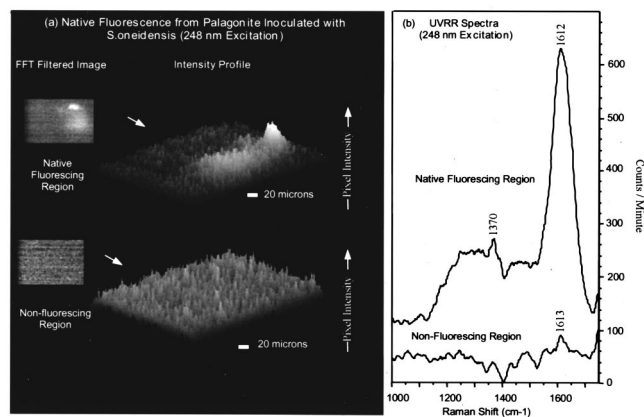 (a) Native Fluorescence from Palagonite Inoculated with
S.oneidensis (248 nm Excitation)
FFT Filtered Image
Intensity Profile
Native
Fluorescing
Region
20 microns
Pixel Intensity
Non-fluorescing
Region
20 microns
Pixel Intensity
(b)
UVRR Spectra
(248 nm Excitation)
1612
Native Fluorescing Region
1370
Non-Fluorescing Region
1613
600
500
400
300
200
100
0
Counts / Minute
1000
1200
1400
1600
Raman Shift (cm-1)